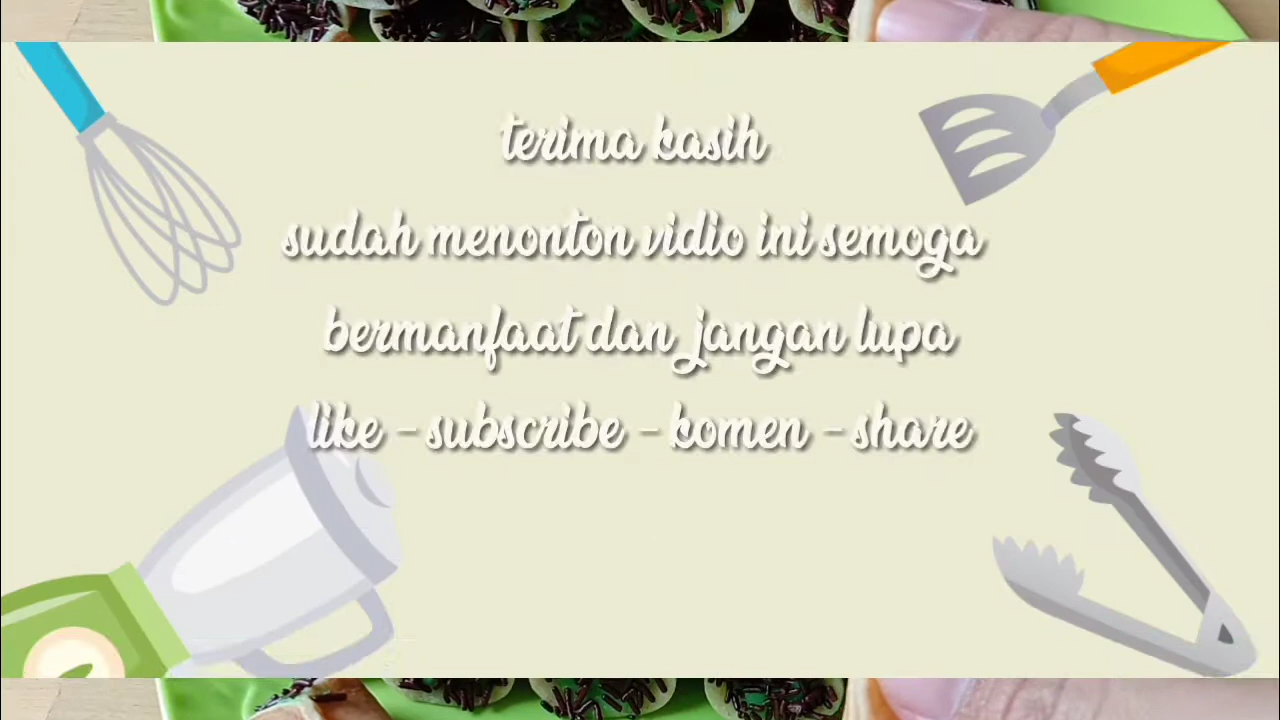 terima kasih
sudah menonton vidio ini semoga
bermanfaat dan jangan lupa
like - subscribe - komen - share